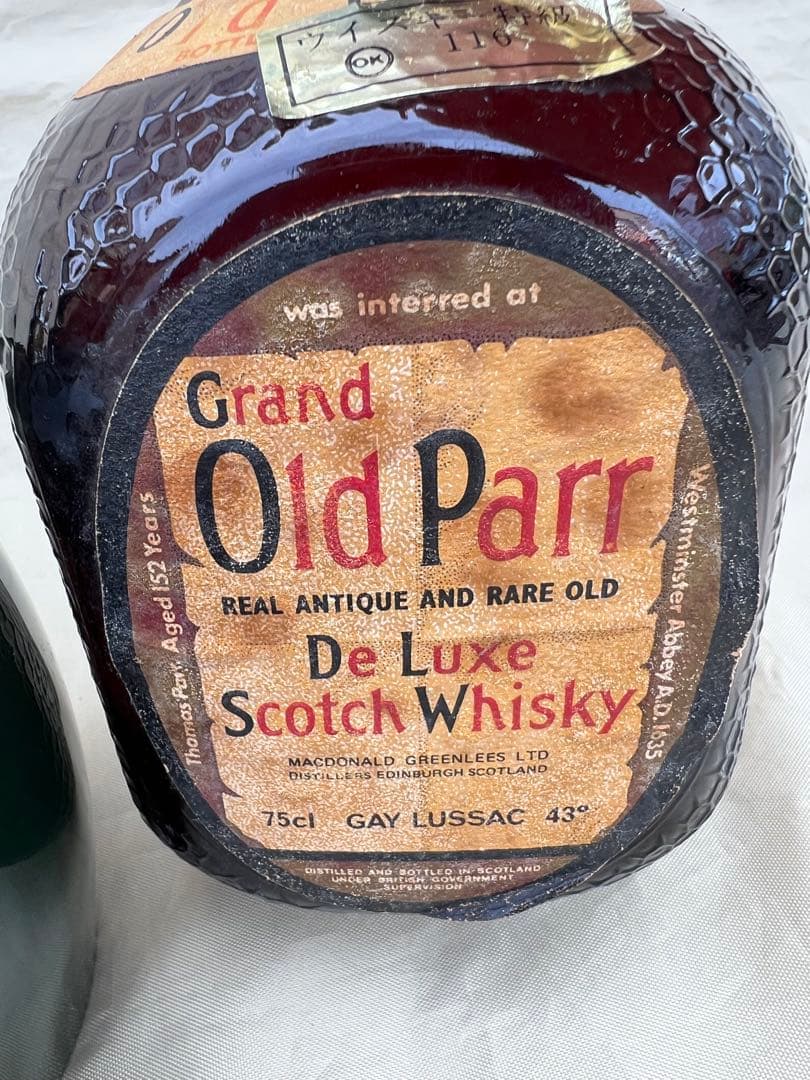 Old
BOTTL
ウイスキー特級
OK
116
was interred at
Grand
Old Parr
REAL ANTIQUE AND RARE OLD
De Luxe
Scotch Whisky
MACDONALD GREENLEES LTD
DISTILLERS EDINBURGH SCOTLAND
75cl GAY LUSSAC 43°
Thomas Parr Aged 152 Years
Westminster Abbey A.D. 1635
DISTILLED AND BOTTLED IN SCOTLAND
UNDER BRITISH GOVERNMENT
SUPERVISION